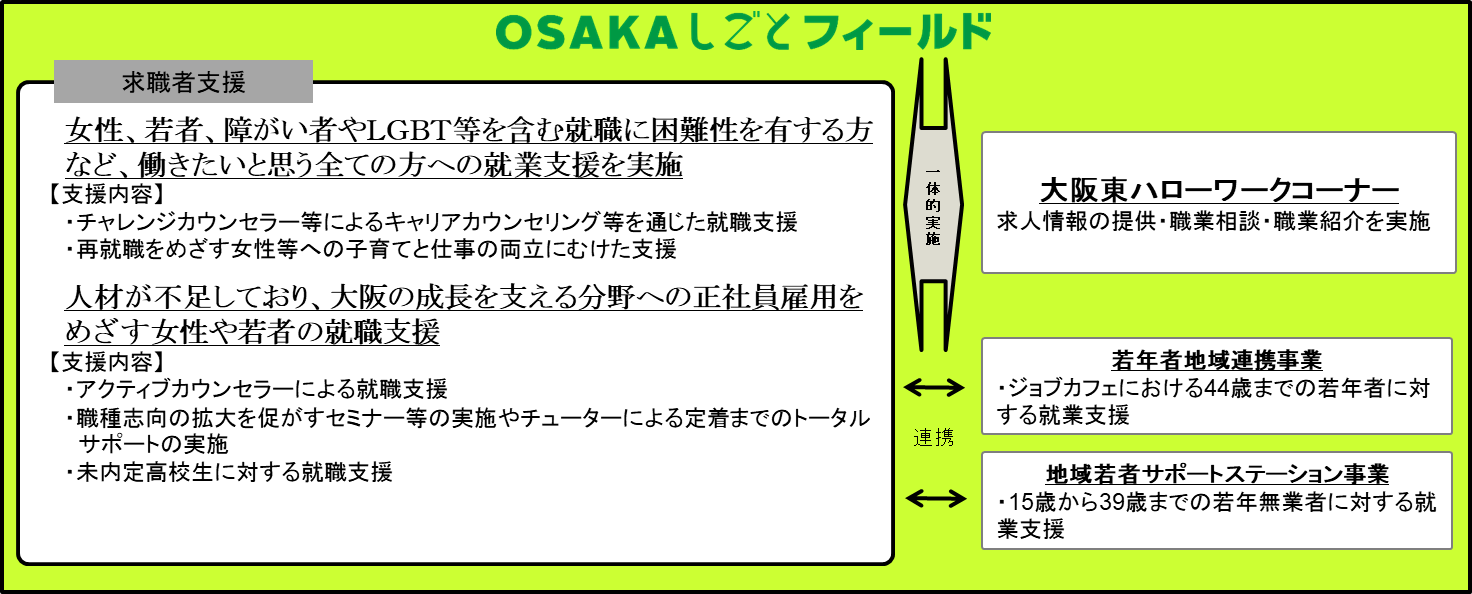 OSAKAしごとフィールド
求職者支援
女性、若者、障がい者やLGBT等を含む就職に困難性を有する方
など、働きたいと思う全ての方への就業支援を実施
【支援内容】
・チャレンジカウンセラー等によるキャリアカウンセリング等を通じた就職支援
・再就職をめざす女性等への子育てと仕事の両立にむけた支援
人材が不足しており、大阪の成長を支える分野への正社員雇用を
めざす女性や若者の就職支援
【支援内容】
・アクティブカウンセラーによる就職支援
・職種志向の拡大を促がすセミナー等の実施やチューターによる定着までのトータル
サポートの実施
・未内定高校生に対する就職支援
一体的実施
大阪東ハローワークコーナー
求人情報の提供・職業相談・職業紹介を実施
連携
若年者地域連携事業
・ジョブカフェにおける44歳までの若年者に対
する就業支援
地域若者サポートステーション事業
・15歳から39歳までの若年無業者に対する就
業支援